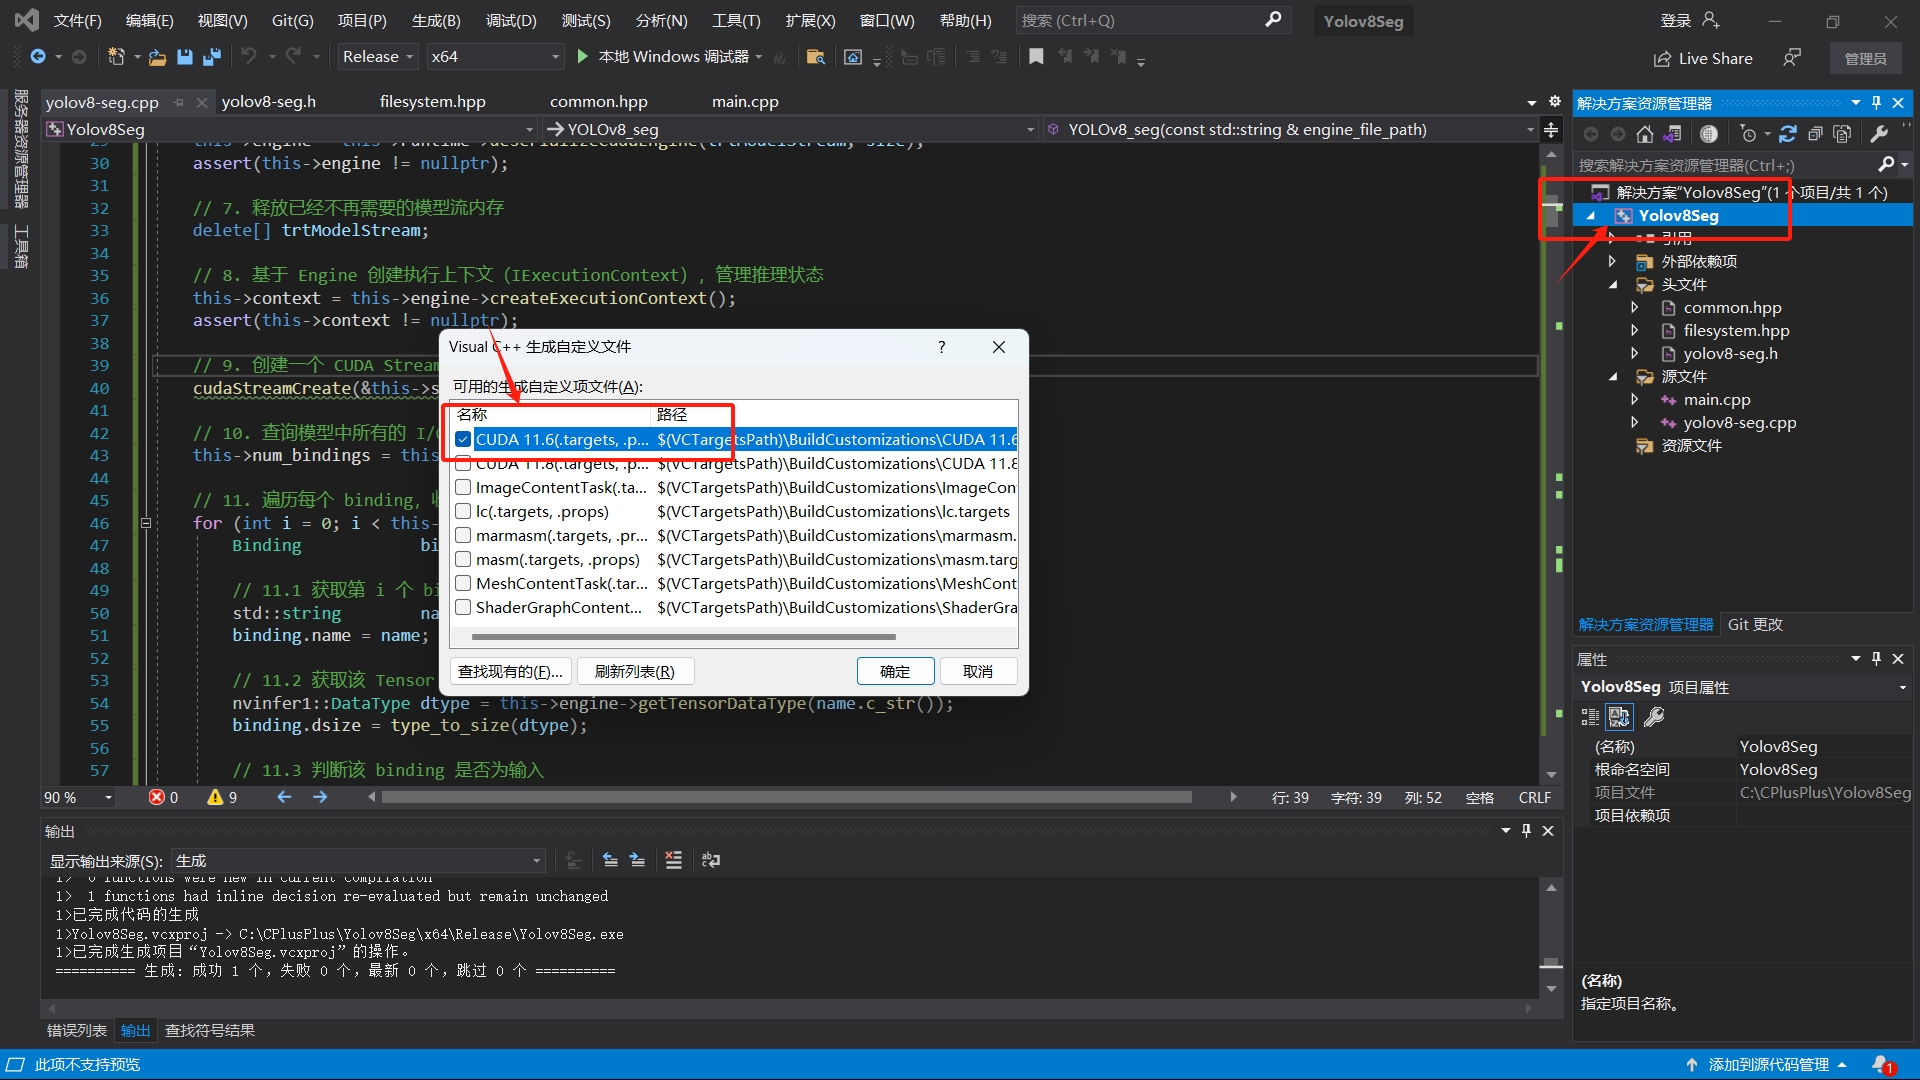 文件(F) 编辑(E) 视图(V) Git(G) 项目(P) 生成(B) 调试(D) 测试(S) 分析(N) 工具(T) 扩展(X) 窗口(W) 帮助(H) 搜索 (Ctrl+Q) Yolov8Seg 登录
Release x64 本地 Windows 调试器 Live Share 管理员
服务器资源管理器
工具箱
yolov8-seg.cpp yolov8-seg.h filesystem.hpp common.hpp main.cpp
Yolov8Seg YOLOv8_seg YOLOv8_seg(const std::string & engine_file_path)
30 assert(this->engine != nullptr);
31
32 // 7. 释放已经不再需要的模型流内存
33 delete[] trtModelStream;
34
35 // 8. 基于 Engine 创建执行上下文（IExecutionContext），管理推理状态
36 this->context = this->engine->createExecutionContext();
37 assert(this->context != nullptr);
38
39 // 9. 创建一个 CUDA Stream
40 cudaStreamCreate(&this->s
41
42 // 10. 查询模型中所有的 I/O
43 this->num_bindings = this
44
45 // 11. 遍历每个 binding，
46 for (int i = 0; i < this-
47 Binding bi
48
49 // 11.1 获取第 i 个 bi
50 std::string na
51 binding.name = name;
52
53 // 11.2 获取该 Tensor
54 nvinfer1::DataType dtype = this->engine->getTensorDataType(name.c_str());
55 binding.dsize = type_to_size(dtype);
56
57 // 11.3 判断该 binding 是否为输入
90 % 0 9 行: 39 字符: 39 列: 52 空格 CRLF
Visual C++ 生成自定义文件 ?
可用的生成自定义项文件(A):
名称 路径
CUDA 11.6(.targets, .p... $(VCTargetsPath)\BuildCustomizations\CUDA 11.6
CUDA 11.8(.targets, .p... $(VCTargetsPath)\BuildCustomizations\CUDA 11.8
ImageContentTask(.ta... $(VCTargetsPath)\BuildCustomizations\ImageCon
lc(.targets, .props) $(VCTargetsPath)\BuildCustomizations\lc.targets
marmasm(.targets, .pr... $(VCTargetsPath)\BuildCustomizations\marmasm.
masm(.targets, .props) $(VCTargetsPath)\BuildCustomizations\masm.targ
MeshContentTask(.tar... $(VCTargetsPath)\BuildCustomizations\MeshCont
ShaderGraphContent... $(VCTargetsPath)\BuildCustomizations\ShaderGra
查找现有的(F)... 刷新列表(R) 确定 取消
输出
显示输出来源(S): 生成
1> 0 functions were new in current compilation
1> 1 functions had inline decision re-evaluated but remain unchanged
1>已完成代码的生成
1>Yolov8Seg.vcxproj -> C:\CPlusPlus\Yolov8Seg\x64\Release\Yolov8Seg.exe
1>已完成生成项目“Yolov8Seg.vcxproj”的操作。
========== 生成: 成功 1 个，失败 0 个，最新 0 个，跳过 0 个 ==========
错误列表 输出 查找符号结果
解决方案资源管理器
搜索解决方案资源管理器(Ctrl+;)
解决方案“Yolov8Seg”(1 个项目/共 1 个)
Yolov8Seg
引用
外部依赖项
头文件
common.hpp
filesystem.hpp
yolov8-seg.h
源文件
main.cpp
yolov8-seg.cpp
资源文件
解决方案资源管理器 Git 更改
属性
Yolov8Seg 项目属性
(名称) Yolov8Seg
根命名空间 Yolov8Seg
项目文件 C:\CPlusPlus\Yolov8Seg
项目依赖项
(名称)
指定项目名称。
此项不支持预览 添加到源代码管理 1